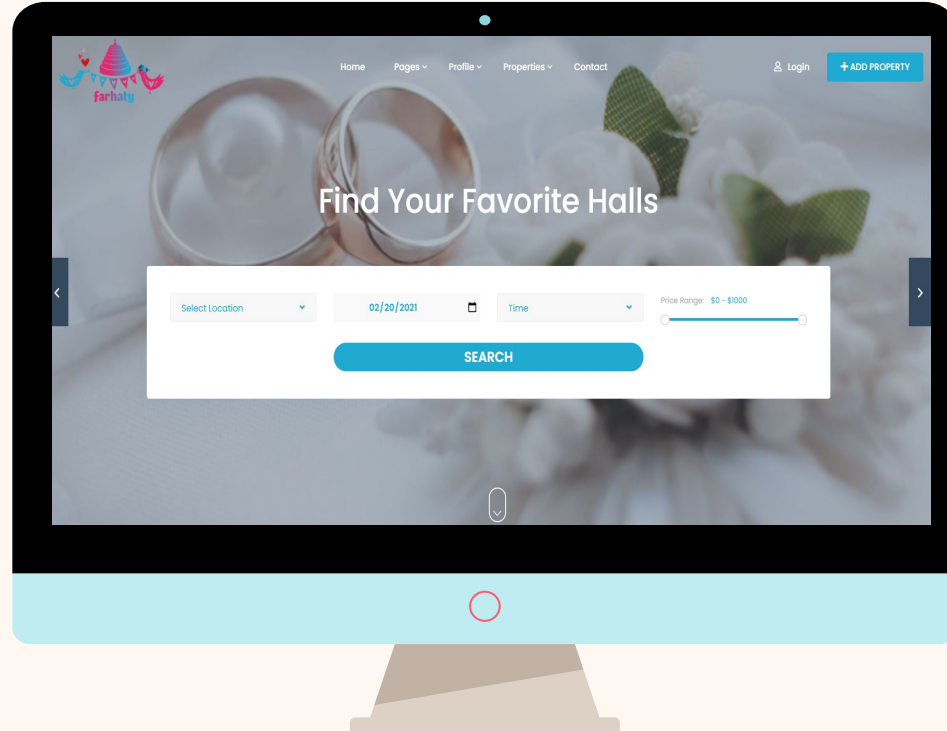 farhaty
Home Pages Profile Properties Contact Login + ADD PROPERTY
Find Your Favorite Halls
Select Location 02/20/2021 Time Price Range: $0 - $1000
SEARCH